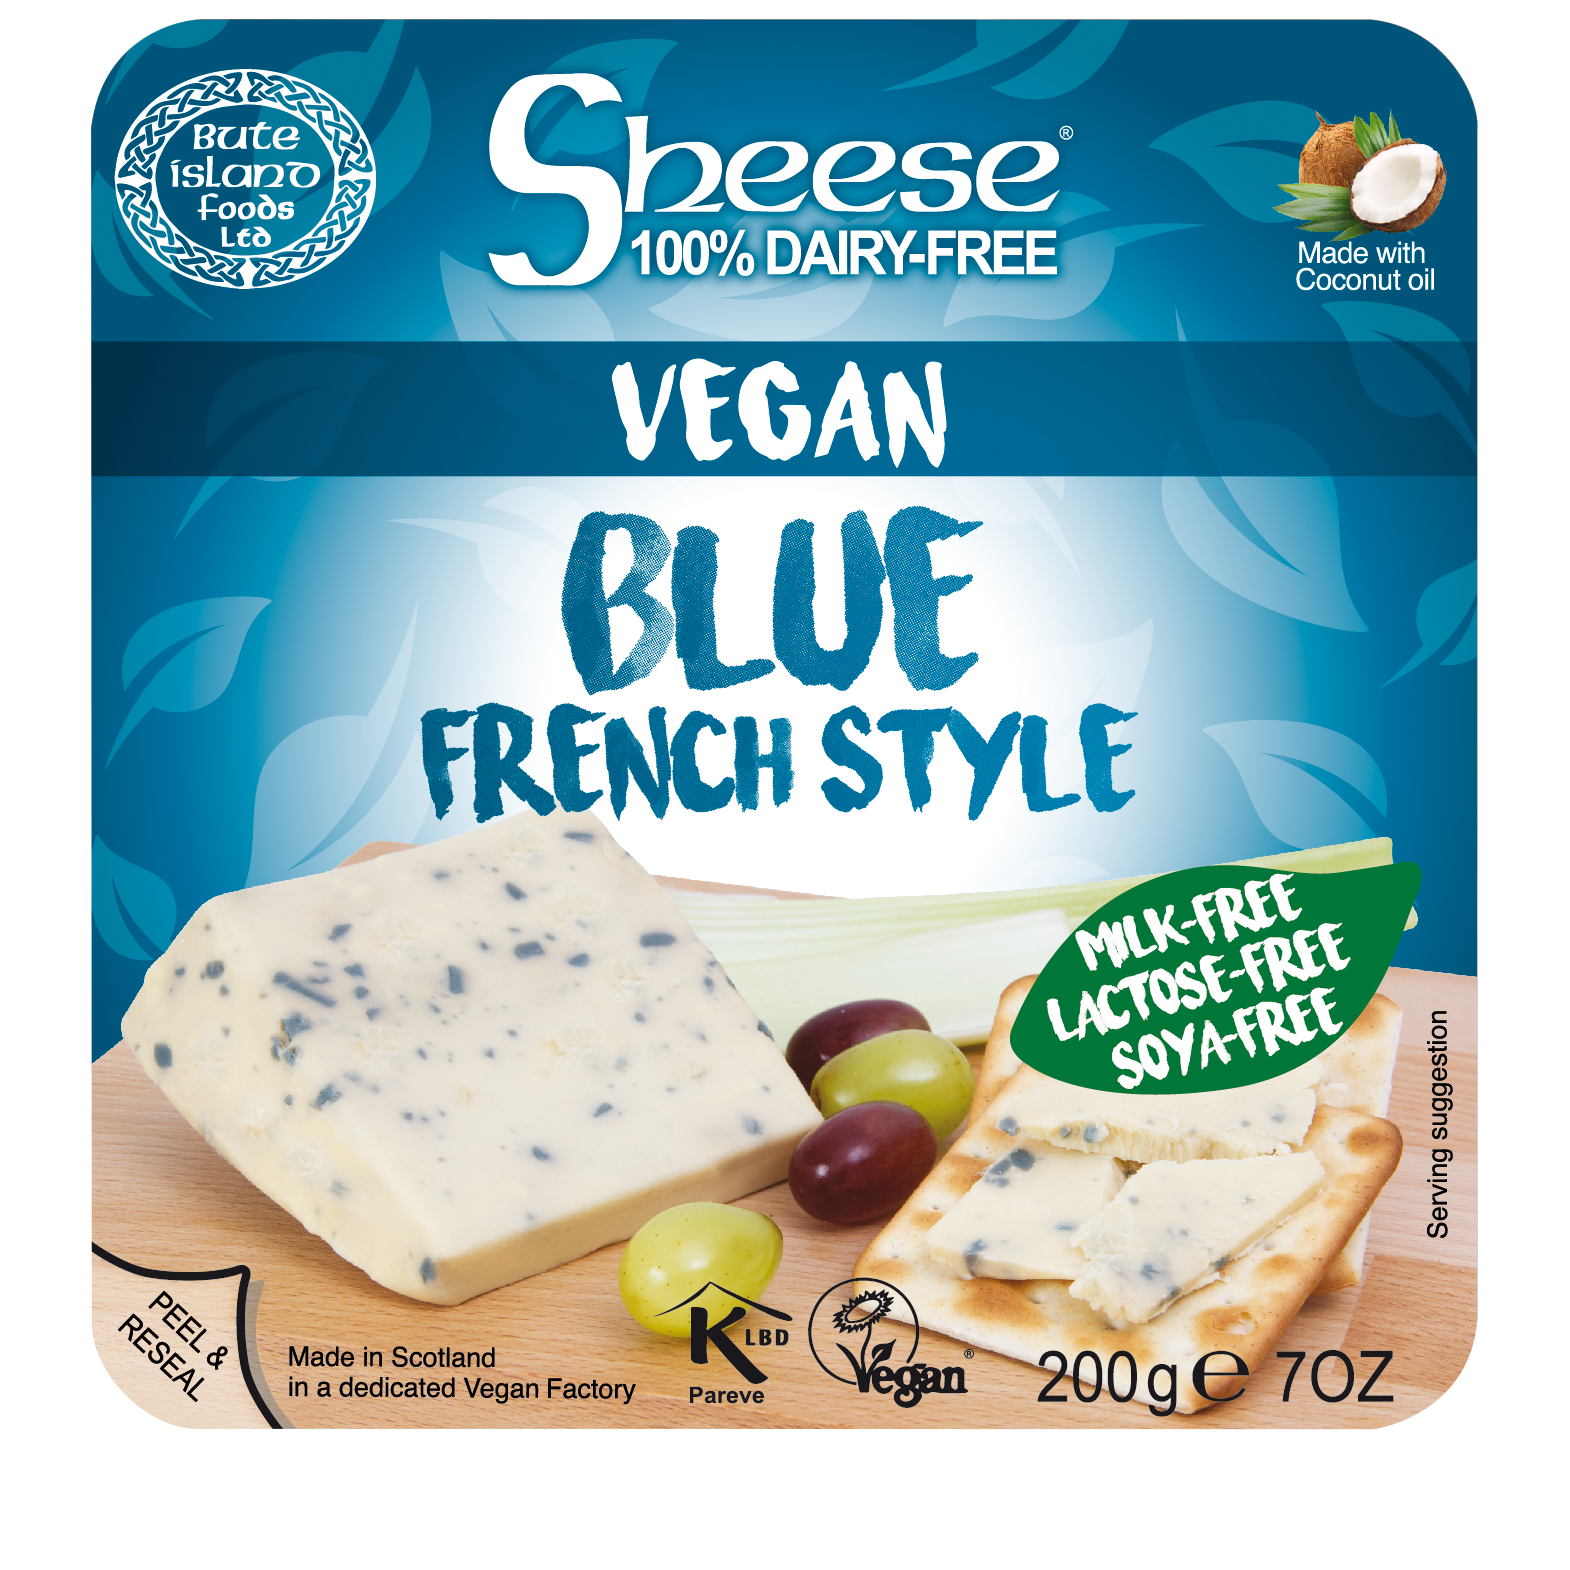 Bute
island
foods
Ltd
Sheese®
100% DAIRY-FREE
Made with
Coconut oil
VEGAN
BLUE
FRENCH STYLE
MILK-FREE
LACTOSE-FREE
SOYA-FREE
Serving suggestion
PEEL &
RESEAL
Made in Scotland
in a dedicated Vegan Factory
K LBD
Pareve
Vegan®
200g e 7OZ